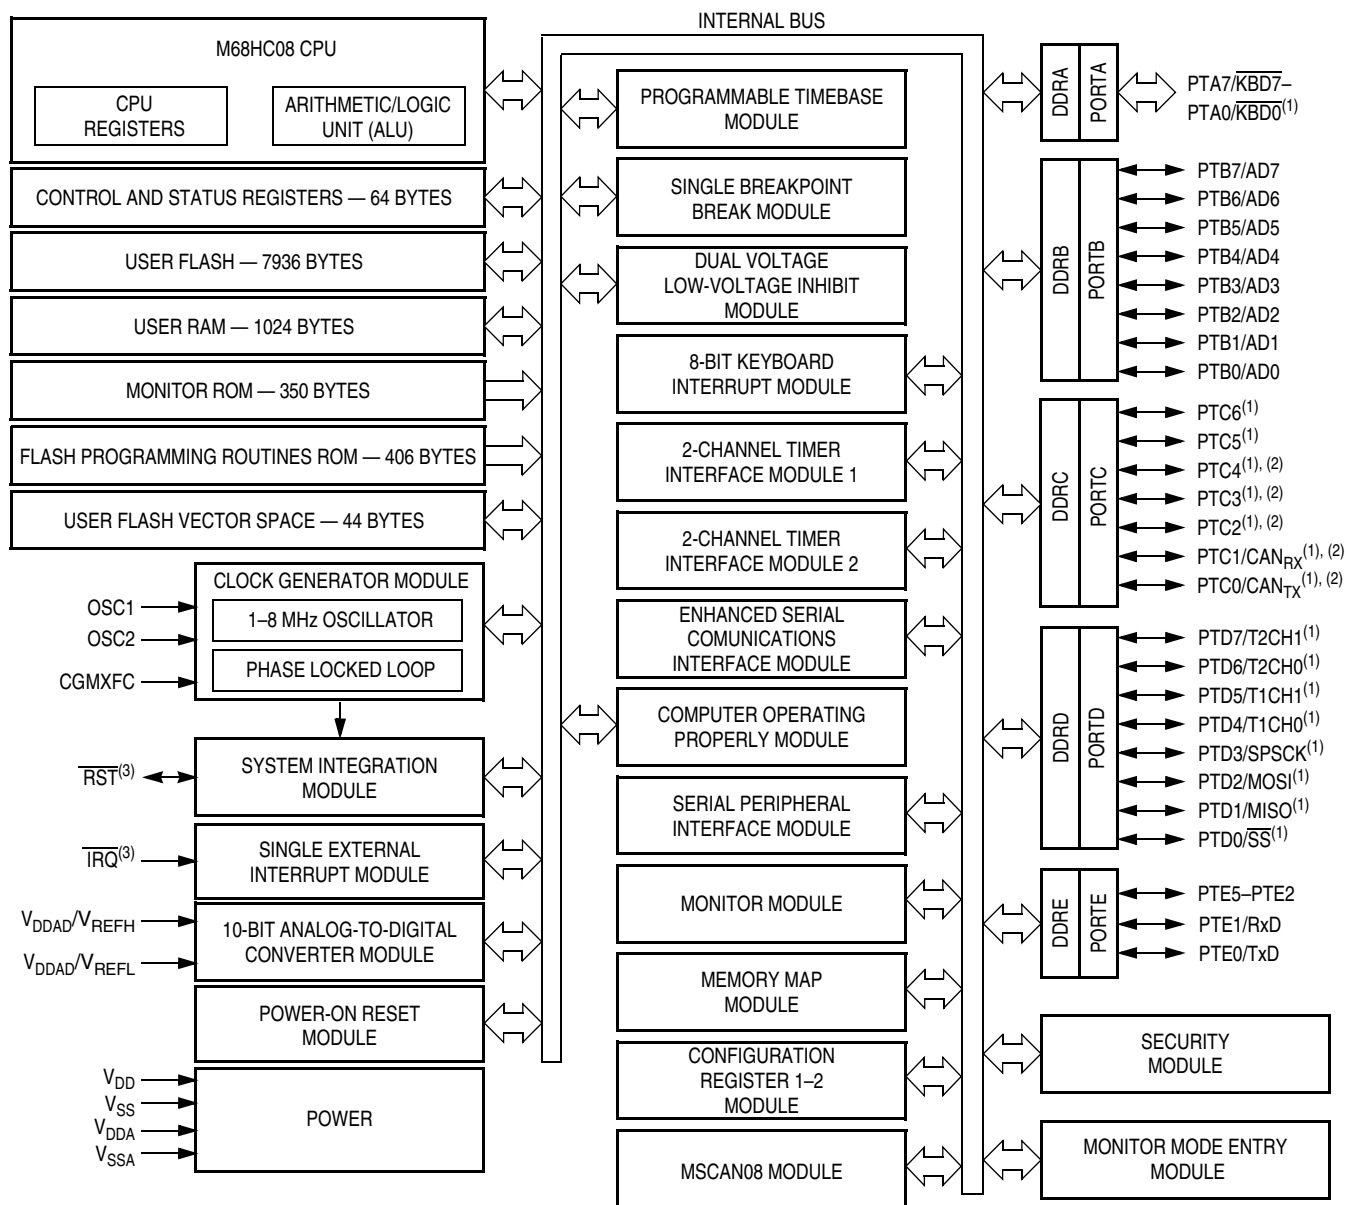 INTERNAL BUS
M68HC08 CPU
CPU
REGISTERS
ARITHMETIC/LOGIC
UNIT (ALU)
CONTROL AND STATUS REGISTERS — 64 BYTES
USER FLASH — 7936 BYTES
USER RAM — 1024 BYTES
MONITOR ROM — 350 BYTES
FLASH PROGRAMMING ROUTINES ROM — 406 BYTES
USER FLASH VECTOR SPACE — 44 BYTES
CLOCK GENERATOR MODULE
1–8 MHz OSCILLATOR
PHASE LOCKED LOOP
OSC1
OSC2
CGMXFC
SYSTEM INTEGRATION
MODULE
RST(3)
SINGLE EXTERNAL
INTERRUPT MODULE
IRQ(3)
10-BIT ANALOG-TO-DIGITAL
CONVERTER MODULE
VDDAD/VREFH
VDDAD/VREFL
POWER-ON RESET
MODULE
POWER
VDD
VSS
VDDA
VSSA
PROGRAMMABLE TIMEBASE
MODULE
SINGLE BREAKPOINT
BREAK MODULE
DUAL VOLTAGE
LOW-VOLTAGE INHIBIT
MODULE
8-BIT KEYBOARD
INTERRUPT MODULE
2-CHANNEL TIMER
INTERFACE MODULE 1
2-CHANNEL TIMER
INTERFACE MODULE 2
ENHANCED SERIAL
COMUNICATIONS
INTERFACE MODULE
COMPUTER OPERATING
PROPERLY MODULE
SERIAL PERIPHERAL
INTERFACE MODULE
MONITOR MODULE
MEMORY MAP
MODULE
CONFIGURATION
REGISTER 1–2
MODULE
MSCAN08 MODULE
DDRA
PORTA
PTA7/KBD7–
PTA0/KBD0(1)
DDRB
PORTB
PTB7/AD7
PTB6/AD6
PTB5/AD5
PTB4/AD4
PTB3/AD3
PTB2/AD2
PTB1/AD1
PTB0/AD0
DDRC
PORTC
PTC6(1)
PTC5(1)
PTC4(1), (2)
PTC3(1), (2)
PTC2(1), (2)
PTC1/CANRX(1), (2)
PTC0/CANTX(1), (2)
DDRD
PORTD
PTD7/T2CH1(1)
PTD6/T2CH0(1)
PTD5/T1CH1(1)
PTD4/T1CH0(1)
PTD3/SPSCK(1)
PTD2/MOSI(1)
PTD1/MISO(1)
PTD0/SS(1)
DDRE
PORTE
PTE5–PTE2
PTE1/RxD
PTE0/TxD
SECURITY
MODULE
MONITOR MODE ENTRY
MODULE